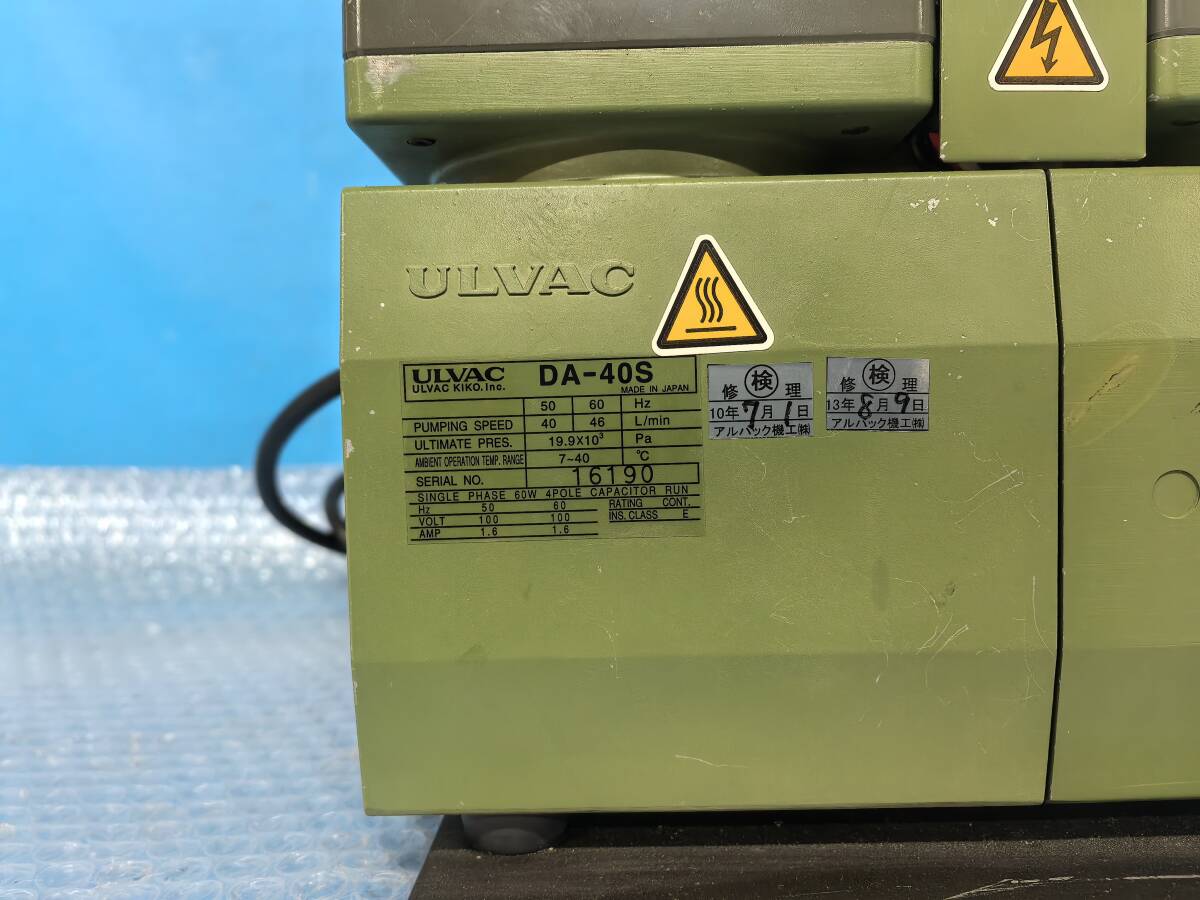 ULVAC
ULVAC DA-40S
ULVAC KIKO.Inc. MADE IN JAPAN
50 60 Hz
PUMPING SPEED 40 46 L/min
ULTIMATE PRES. 19.9X10³ Pa
AMBIENT OPERATION TEMP. RANGE 7~40 ℃
SERIAL NO. 16190
SINGLE PHASE 60W 4POLE CAPACITOR RUN
Hz 50 60 RATING CONT.
VOLT 100 100 INS.CLASS E
AMP 1.6 1.6
修 検 理
10年7月1日
アルバック機工㈱
修 検 理
13年8月9日
アルバック機工㈱